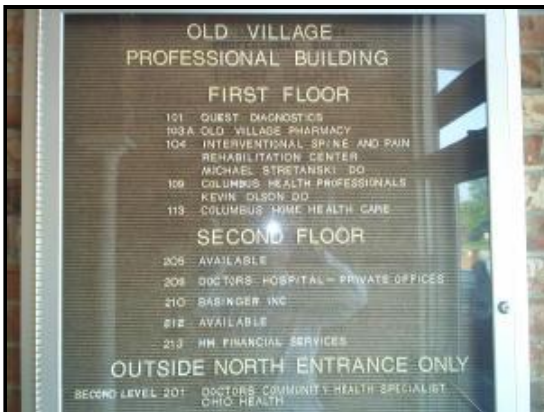 OLD VILLAGE
PROFESSIONAL BUILDING
FIRST FLOOR
101 QUEST DIAGNOSTICS
103A OLD VILLAGE PHARMACY
104 INTERVENTIONAL SPINE AND PAIN
REHABILITATION CENTER
MICHAEL STRETANSKI DO
109 COLUMBUS HEALTH PROFESSIONALS
KEVIN OLSON DO
113 COLUMBUS HOME HEALTH CARE
SECOND FLOOR
205 AVAILABLE
208 DOCTORS HOSPITAL - PRIVATE OFFICES
210 BASINGER INC
212 AVAILABLE
213 HM FINANCIAL SERVICES
OUTSIDE NORTH ENTRANCE ONLY
SECOND LEVEL 201 DOCTORS COMMUNITY HEALTH SPECIALIST
OHIO HEALTH